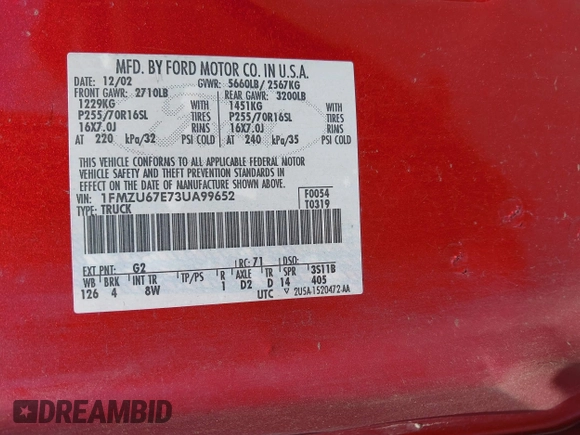 MFD. BY FORD MOTOR CO. IN U.S.A.
DATE: 12/02 GVWR: 5660LB/ 2567KG
FRONT GAWR: 2710LB REAR GAWR: 3200LB
1229KG WITH 1451KG WITH
P255/70R16SL TIRES P255/70R16SL TIRES
16X7.0J RIMS 16X7.0J RIMS
AT 220 kPa/32 PSI COLD AT 240 kPa/35 PSI COLD
THIS VEHICLE CONFORMS TO ALL APPLICABLE FEDERAL MOTOR
VEHICLE SAFETY AND THEFT PREVENTION STANDARDS IN
EFFECT ON THE DATE OF MANUFACTURE SHOWN ABOVE.
VIN: 1FMZU67E73UA99652 F0054
TYPE: TRUCK T0319
EXT PNT: G2 RC: 71 DSO:
WB BRK INT TR TP/PS R AXLE TR SPR 3S11B
126 4 8W 1 D2 D 14 405
UTC 2USA-1520472-AA
DREAMBID